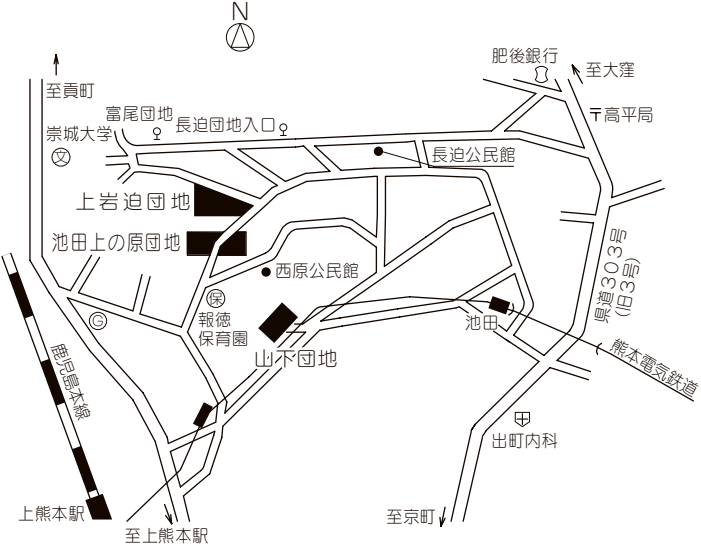 N
肥後銀行
至大窪
至貢町
富尾団地
長迫団地入口
〒高平局
崇城大学
文
長迫公民館
上岩迫団地
池田上の原団地
西原公民館
県道303号
(旧3号)
保
報徳
保育園
G
池田
山下団地
鹿児島本線
熊本電気鉄道
出町内科
上熊本駅
至上熊本駅
至京町